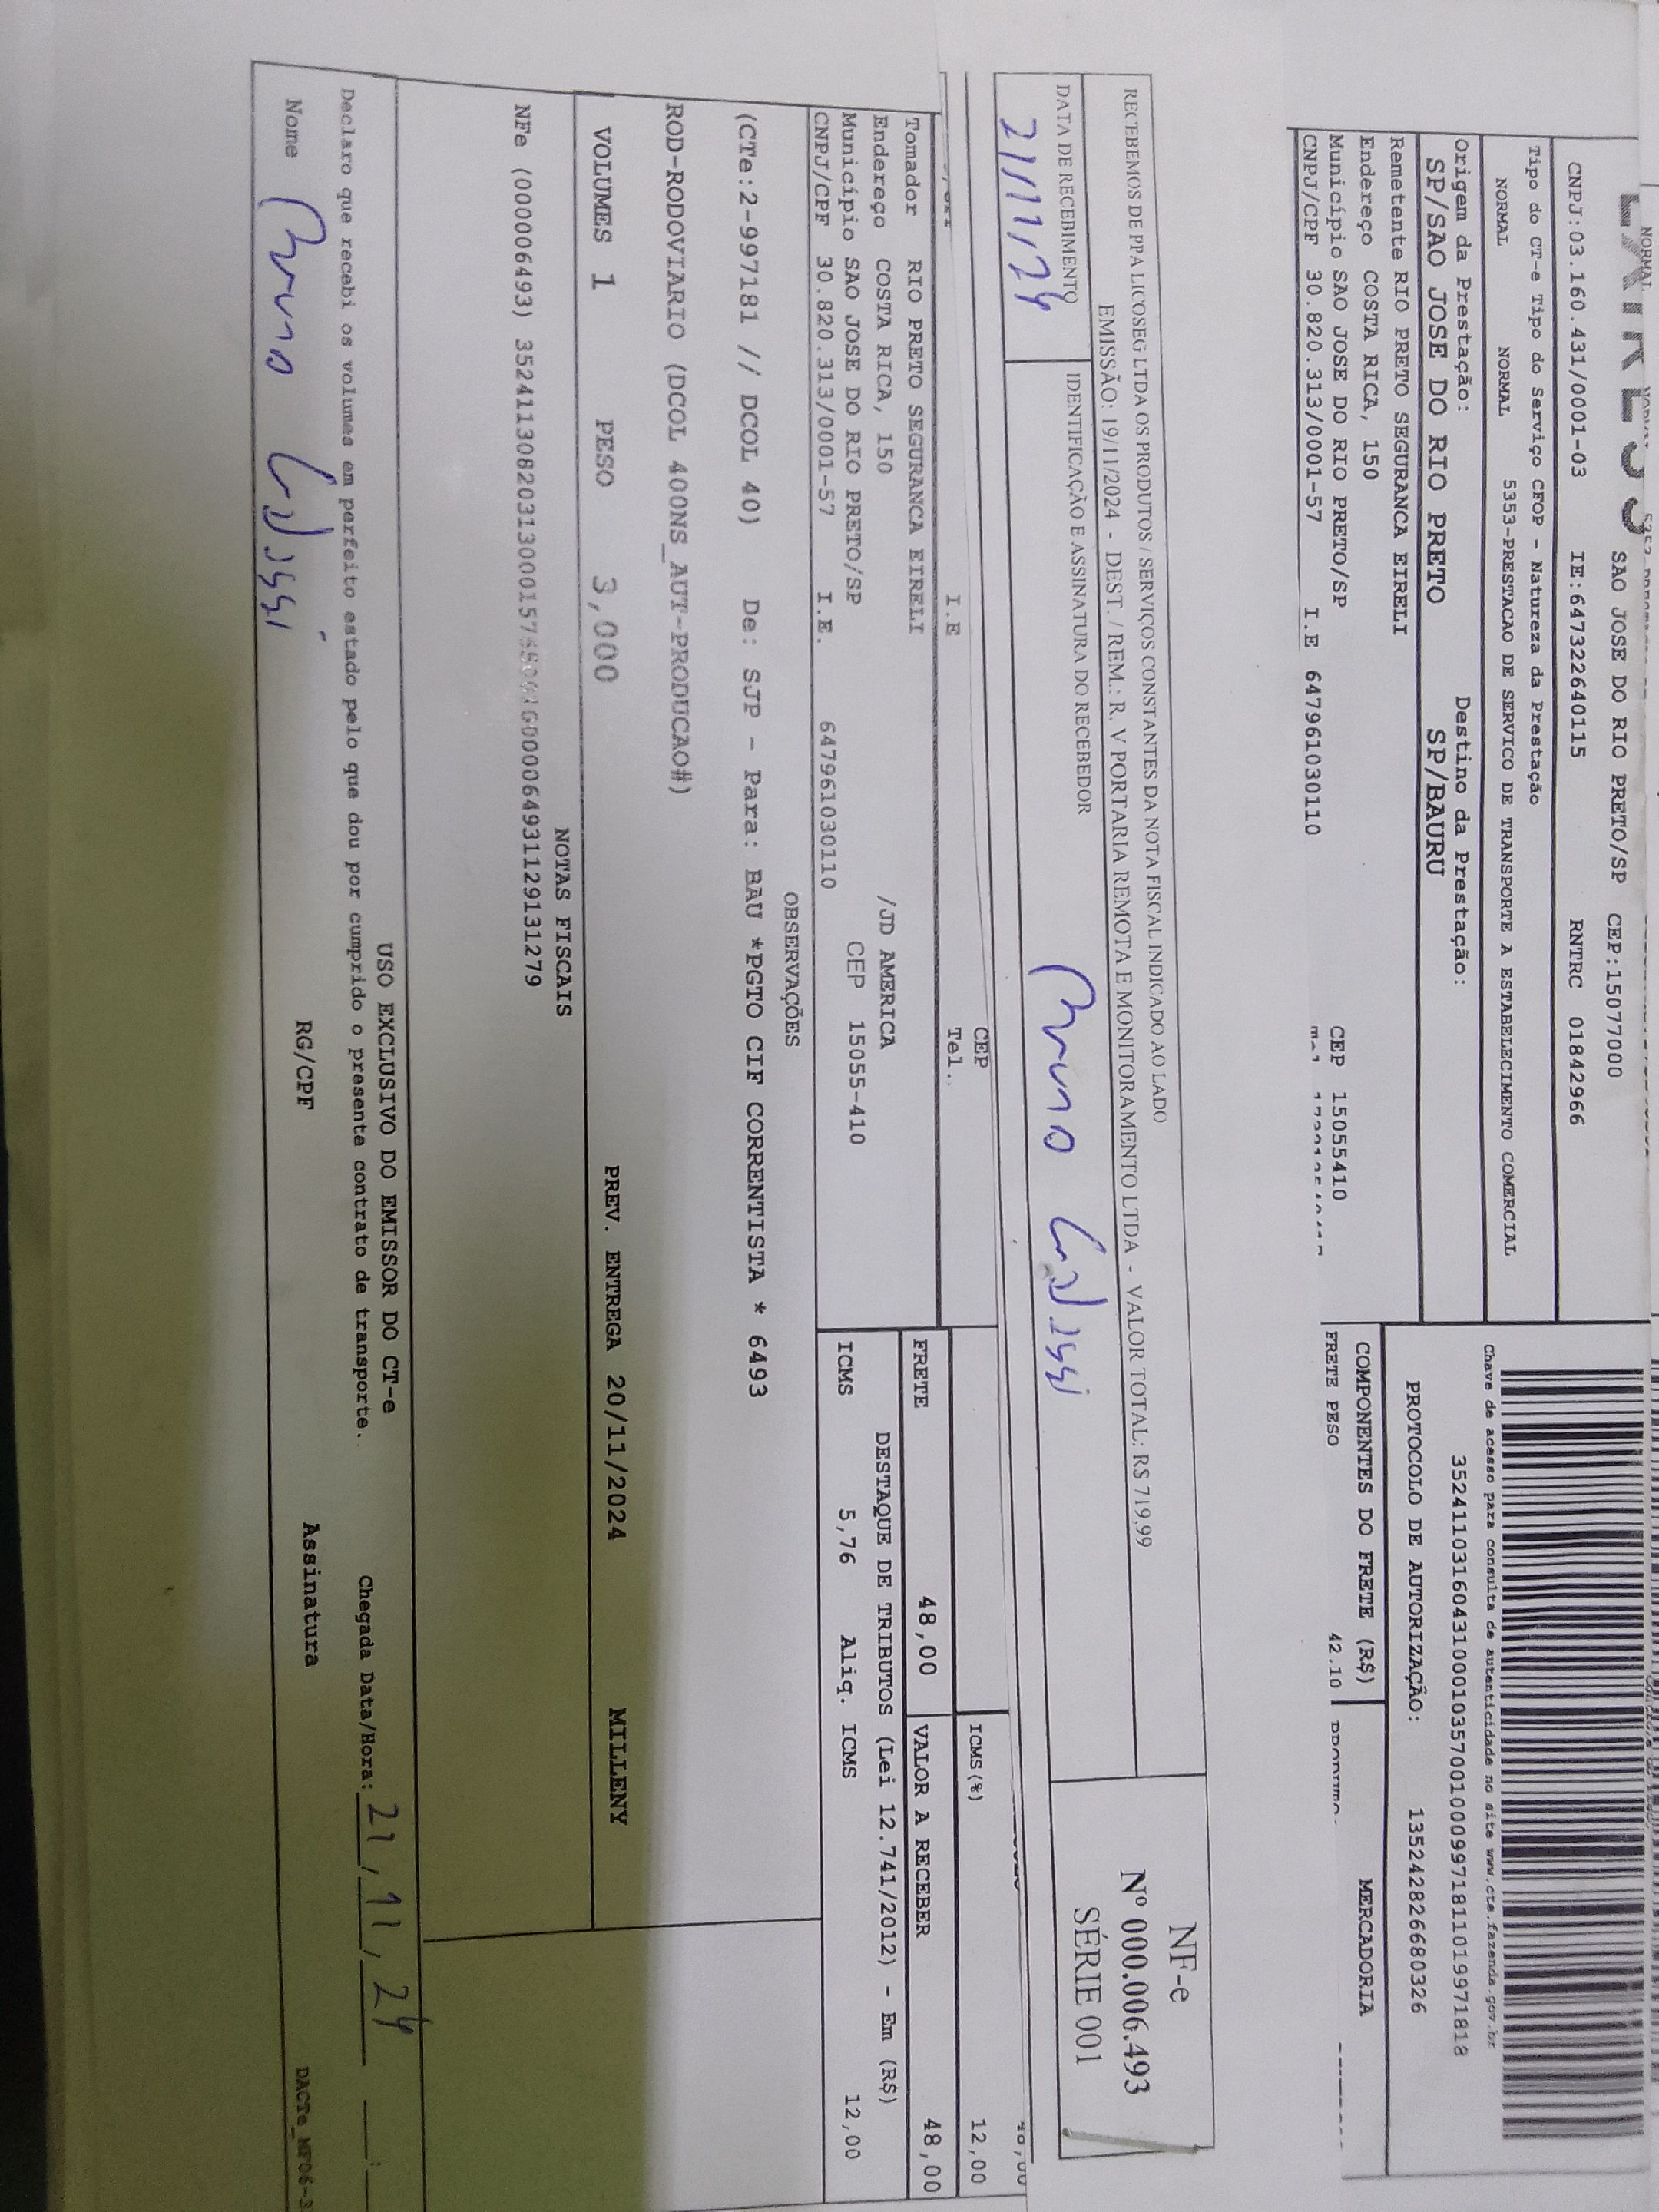 SAO JOSE DO RIO PRETO/SP CEP:15077000
CNPJ:03.160.431/0001-03 IE:647322640115 RNTRC 01842966
Tipo do CT-e Tipo do Serviço CFOP - Natureza da Prestação
NORMAL NORMAL 5353-PRESTACAO DE SERVICO DE TRANSPORTE A ESTABELECIMENTO COMERCIAL
Origem da Prestação: Destino da Prestação:
SP/SAO JOSE DO RIO PRETO SP/BAURU
Remetente RIO PRETO SEGURANCA EIRELI
Endereço COSTA RICA, 150
Município SAO JOSE DO RIO PRETO/SP CEP 15055410
CNPJ/CPF 30.820.313/0001-57 I.E 647961030110
Chave de acesso para consulta de autenticidade no site www.cte.fazenda.gov.br
35241103160431000103570010009971811019971818
PROTOCOLO DE AUTORIZAÇÃO: 135242826680326
COMPONENTES DO FRETE (R$) MERCADORIA
FRETE PESO 42.10
RECEBEMOS DE PPA LICOSEG LTDA OS PRODUTOS / SERVIÇOS CONSTANTES DA NOTA FISCAL INDICADO AO LADO
EMISSÃO: 19/11/2024 - DEST. / REM.: R. V PORTARIA REMOTA E MONITORAMENTO LTDA - VALOR TOTAL: R$ 719,99
DATA DE RECEBIMENTO IDENTIFICAÇÃO E ASSINATURA DO RECEBEDOR
21/11/24 Bruno
NF-e
Nº 000.006.493
SÉRIE 001
CEP
I.E Tel..
ICMS(%) 12,00
Tomador RIO PRETO SEGURANCA EIRELI
Endereço COSTA RICA, 150 /JD AMERICA
Município SAO JOSE DO RIO PRETO/SP CEP 15055-410
CNPJ/CPF 30.820.313/0001-57 I.E. 647961030110
FRETE 48,00 VALOR A RECEBER 48,00
DESTAQUE DE TRIBUTOS (Lei 12.741/2012) - Em (R$)
ICMS 5,76 Aliq. ICMS 12,00
OBSERVAÇÕES
(CTe:2-997181 // DCOL 40) De: SJP - Para: BAU *PGTO CIF CORRENTISTA * 6493
ROD-RODOVIARIO (DCOL 400NS_AUT-PRODUCAO#)
VOLUMES 1 PESO 3,000 PREV. ENTREGA 20/11/2024 MILLENY
NOTAS FISCAIS
NFe (000006493)
USO EXCLUSIVO DO EMISSOR DO CT-e
Declaro que recebi os volumes em perfeito estado pelo que dou por cumprido o presente contrato de transporte.. Chegada Data/Hora: 21/11/24
Nome Bruno RG/CPF Assinatura